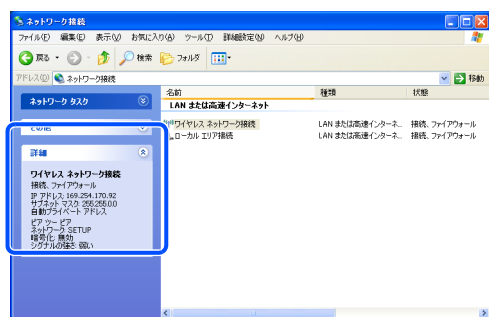 ネットワーク接続
ファイル(F) 編集(E) 表示(V) お気に入り(A) ツール(T) 詳細設定(N) ヘルプ(H)
戻る 検索 フォルダ
アドレス(D) ネットワーク接続 移動
ネットワーク タスク
その他
詳細
ワイヤレス ネットワーク接続
接続、ファイアウォール
IP アドレス: 169.254.170.92
サブネット マスク: 255.255.0.0
自動プライベート アドレス
ピア ツー ピア
ネットワーク: SETUP
暗号化: 無効
シグナルの強さ: 弱い
名前 種類 状態
LAN または高速インターネット
ワイヤレス ネットワーク接続 LAN または高速インターネ... 接続、ファイアウォール
ローカル エリア接続 LAN または高速インターネ... 接続、ファイアウォール